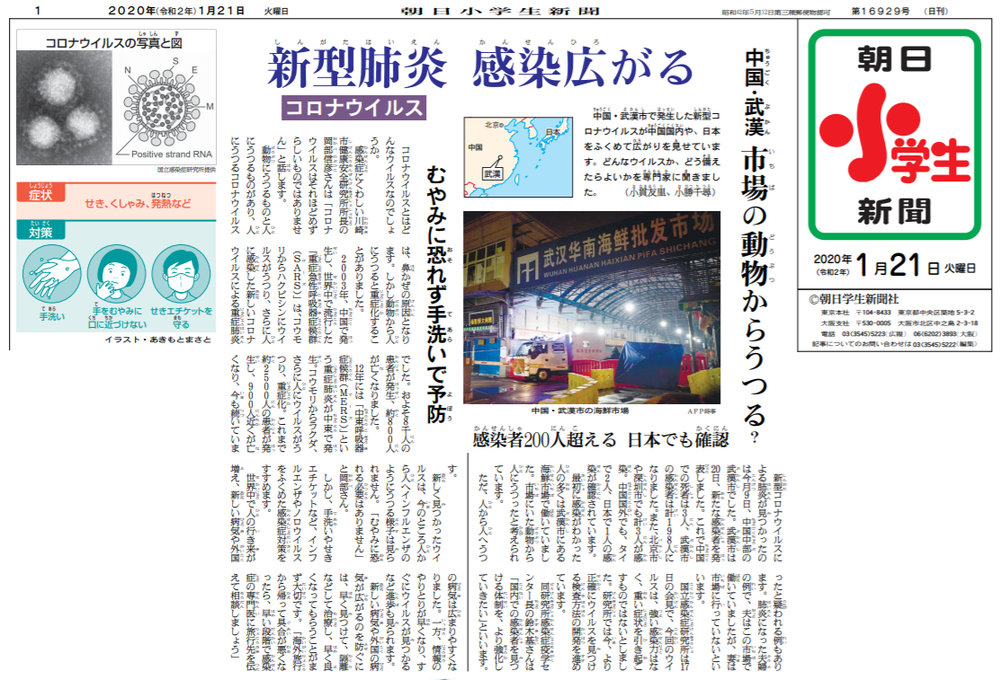 1
2020年(令和2年)1月21日 火曜日
朝日小学生新聞
昭和42年5月12日第三種郵便物認可
第16929号 (日刊)
朝日
小学生
新聞
2020年
(令和2年)
1月21日 火曜日
©朝日学生新聞社
東京本社 〒104-8433 東京都中央区築地5-3-2
大阪支社 〒530-0005 大阪市北区中之島2-3-18
電話 03(3545)5223(広報) 06(6202)3893(大阪)
記事についてのお問い合わせは03(3545)5222(編集)
中国・武漢
市場の動物からうつる?
新型肺炎 感染広がる
コロナウイルス
中国・武漢市で発生した新型コ
ロナウイルスが中国国内や、日本
をふくめて広がりを見せていま
す。どんなウイルスか、どう備え
たらよいかを専門家に聞きまし
た。 (小貫友里、小勝千尋)
北京
中国
日本
武漢
武汉华南海鲜批发市场
WUHAN HUANAN HAIXIAN PIFA SHICHANG
中国・武漢市の海鮮市場
AFP時事
感染者200人超える 日本でも確認
新型コロナウイルスに
よる肺炎が見つかったの
は今月9日、中国中部の
武漢市でした。武漢市は
20日、新たな感染者を発
表しました。これで中国
での死者は3人、武漢市
の感染者は計198人に
なりました。また、北京市
や深圳市でも計3人が感
染。中国国外でも、タイ
で2人、日本で1人の感
染が確認されています。
最初に感染がわかった
人の多くは武漢市にある
海鮮市場で働いていまし
た。市場にいた動物から
人にうつったと考えられ
ています。
ただ、人から人へうつ
ったと疑われる例もあり
ます。肺炎になった夫婦
の例で、夫はこの市場で
働いていましたが、妻は
市場に行っていないとい
います。
国立感染症研究所は17
日の会見で、今回のウイ
ルスは、強い感染力はな
く、重い症状を引き起こ
すものではないとしまし
た。研究所では今、より
正確にウイルスを見つけ
る検査方法の開発を進め
ています。
同研究所感染症疫学セ
ンター長の鈴木基さんは
「国内での感染者を見つ
ける体制を、より強化し
ていきたい」といいます。
むやみに恐れず手洗いで予防
コロナウイルスとはど
んなウイルスなのでしょ
うか。
感染症にくわしい川崎
市健康安全研究所所長の
岡部信彦さんは「コロナ
ウイルスはそれほどめず
らしいものではありませ
ん」と話します。
動物にうつるものと、人
にうつるものがあり、人
にうつるコロナウイルス
は、鼻かぜの原因となり
ます。しかし動物から人
にうつると重症化するこ
とがありました。
2003年、中国で発
生し、世界中で流行した
「重症急性呼吸器症候群
(SARS)」は、コウモ
リからハクビシンにウイ
ルスがうつり、さらに人
に感染した新しいコロナ
ウイルスによる重症肺炎
でした。およそ8千人の
患者が発生、約800人
が亡くなりました。
12年には「中東呼吸器
症候群(MERS)」とい
う重症肺炎が中東で発
生。コウモリからラクダ、
さらに人にウイルスがう
つり、重症化。これまで
約2500人の患者が発
生し、900人近くが亡
くなり、今も続いていま
す。
新しく見つかったウイ
ルスは、今のところ人か
ら人へインフルエンザの
ようにうつる様子は見ら
れません。「むやみに恐
れる必要はありません」
と岡部さん。
しかし、手洗いやせき
エチケットなど、インフ
ルエンザやノロウイルス
をふくめた感染症対策を
すすめます。
世界中で人の行き来が
増え、新しい病気や外国
の病気は広まりやすくな
りました。一方、情報の
やりとりが早くなり、す
ぐにウイルスが見つかる
など進歩も見られます。
新しい病気や外国の病
気が広がるのを防ぐに
は、早く見つけて、隔離
などして治療し、早く良
くなってもらうことがま
ず大切です。「海外旅行
から帰って具合が悪くな
ったら、早い段階で感染
症の専門医に旅行先を伝
えて相談しましょう」
コロナウイルスの写真と図
N
S
E
M
Positive strand RNA
国立感染症研究所提供
症状
せき、くしゃみ、発熱など
対策
手洗い
手をむやみに
口に近づけない
せきエチケットを
守る
イラスト・あきもとまさと